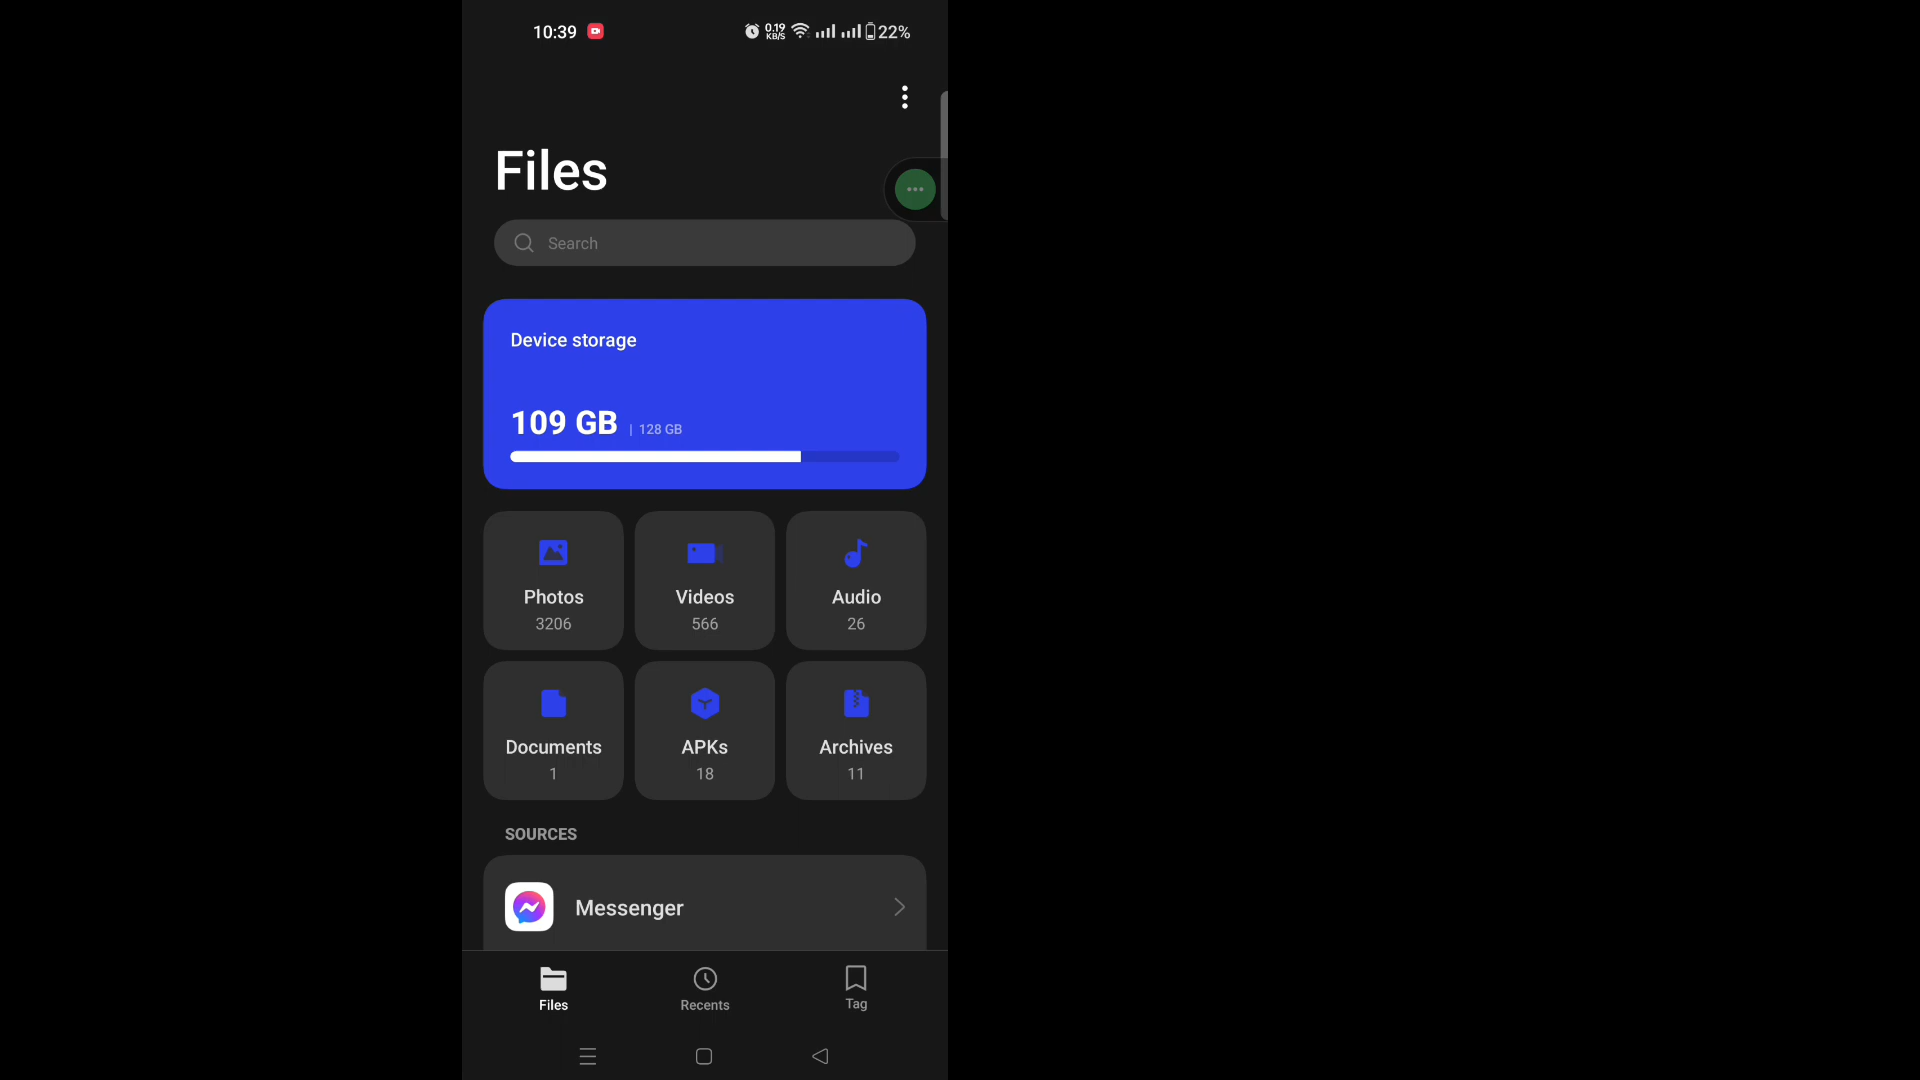 10:39 0.19 KB/S 22%
Files
Search
Device storage
109 GB | 128 GB
Photos Videos Audio
3206 566 26
Documents APKs Archives
1 18 11
SOURCES
Messenger
Files Recents Tag